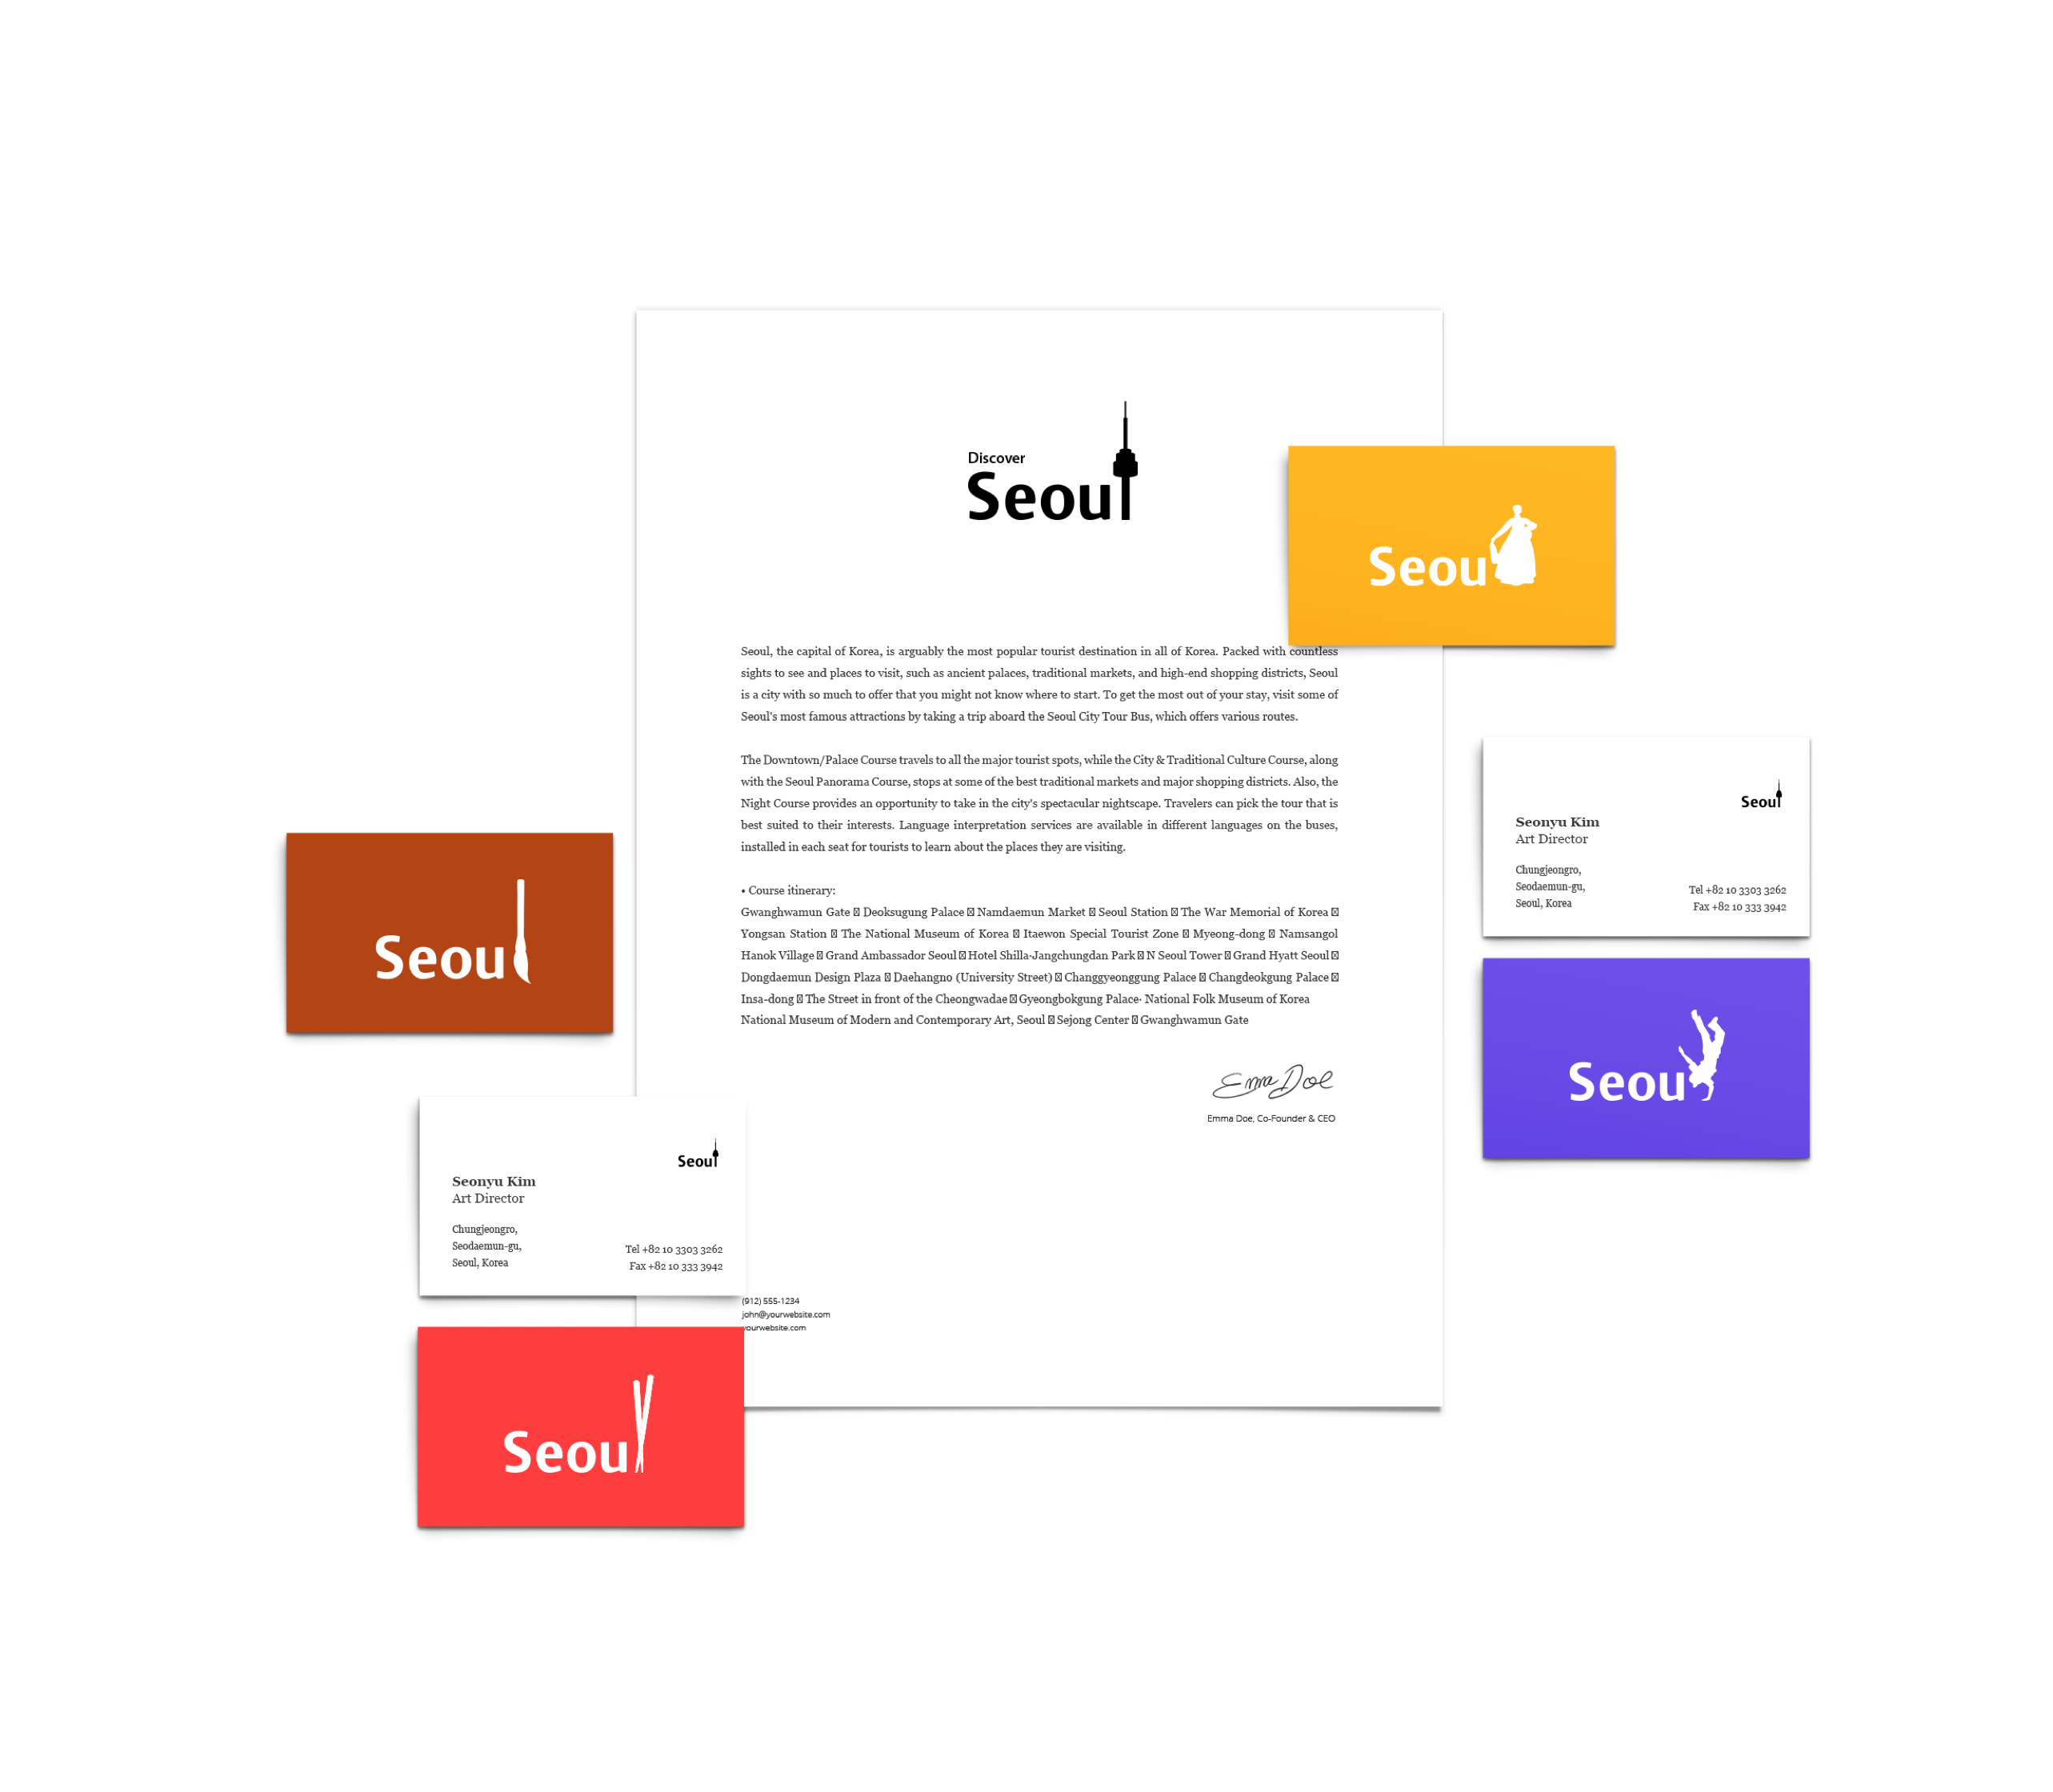 Discover
Seoul
Seoul, the capital of Korea, is arguably the most popular tourist destination in all of Korea. Packed with countless
sights to see and places to visit, such as ancient palaces, traditional markets, and high-end shopping districts, Seoul
is a city with so much to offer that you might not know where to start. To get the most out of your stay, visit some of
Seoul's most famous attractions by taking a trip aboard the Seoul City Tour Bus, which offers various routes.
The Downtown/Palace Course travels to all the major tourist spots, while the City & Traditional Culture Course, along
with the Seoul Panorama Course, stops at some of the best traditional markets and major shopping districts. Also, the
Night Course provides an opportunity to take in the city's spectacular nightscape. Travelers can pick the tour that is
best suited to their interests. Language interpretation services are available in different languages on the buses,
installed in each seat for tourists to learn about the places they are visiting.
• Course itinerary:
Gwanghwamun Gate � Deoksugung Palace � Namdaemun Market � Seoul Station � The War Memorial of Korea �
Yongsan Station � The National Museum of Korea � Itaewon Special Tourist Zone � Myeong-dong � Namsangol
Hanok Village � Grand Ambassador Seoul � Hotel Shilla·Jangchungdan Park � N Seoul Tower � Grand Hyatt Seoul �
Dongdaemun Design Plaza � Daehangno (University Street) � Changgyeonggung Palace � Changdeokgung Palace �
Insa-dong � The Street in front of the Cheongwadae � Gyeongbokgung Palace· National Folk Museum of Korea
National Museum of Modern and Contemporary Art, Seoul � Sejong Center � Gwanghwamun Gate
Emma Doe
Emma Doe, Co-Founder & CEO
(912) 555-1234
john@yourwebsite.com
yourwebsite.com
Seoul
Seoul
Seonyu Kim
Art Director
Chungjeongro,
Seodaemun-gu,
Seoul, Korea
Tel +82 10 3303 3262
Fax +82 10 333 3942
Seoul
Seoul
Seoul
Seonyu Kim
Art Director
Chungjeongro,
Seodaemun-gu,
Seoul, Korea
Tel +82 10 3303 3262
Fax +82 10 333 3942
Seoul